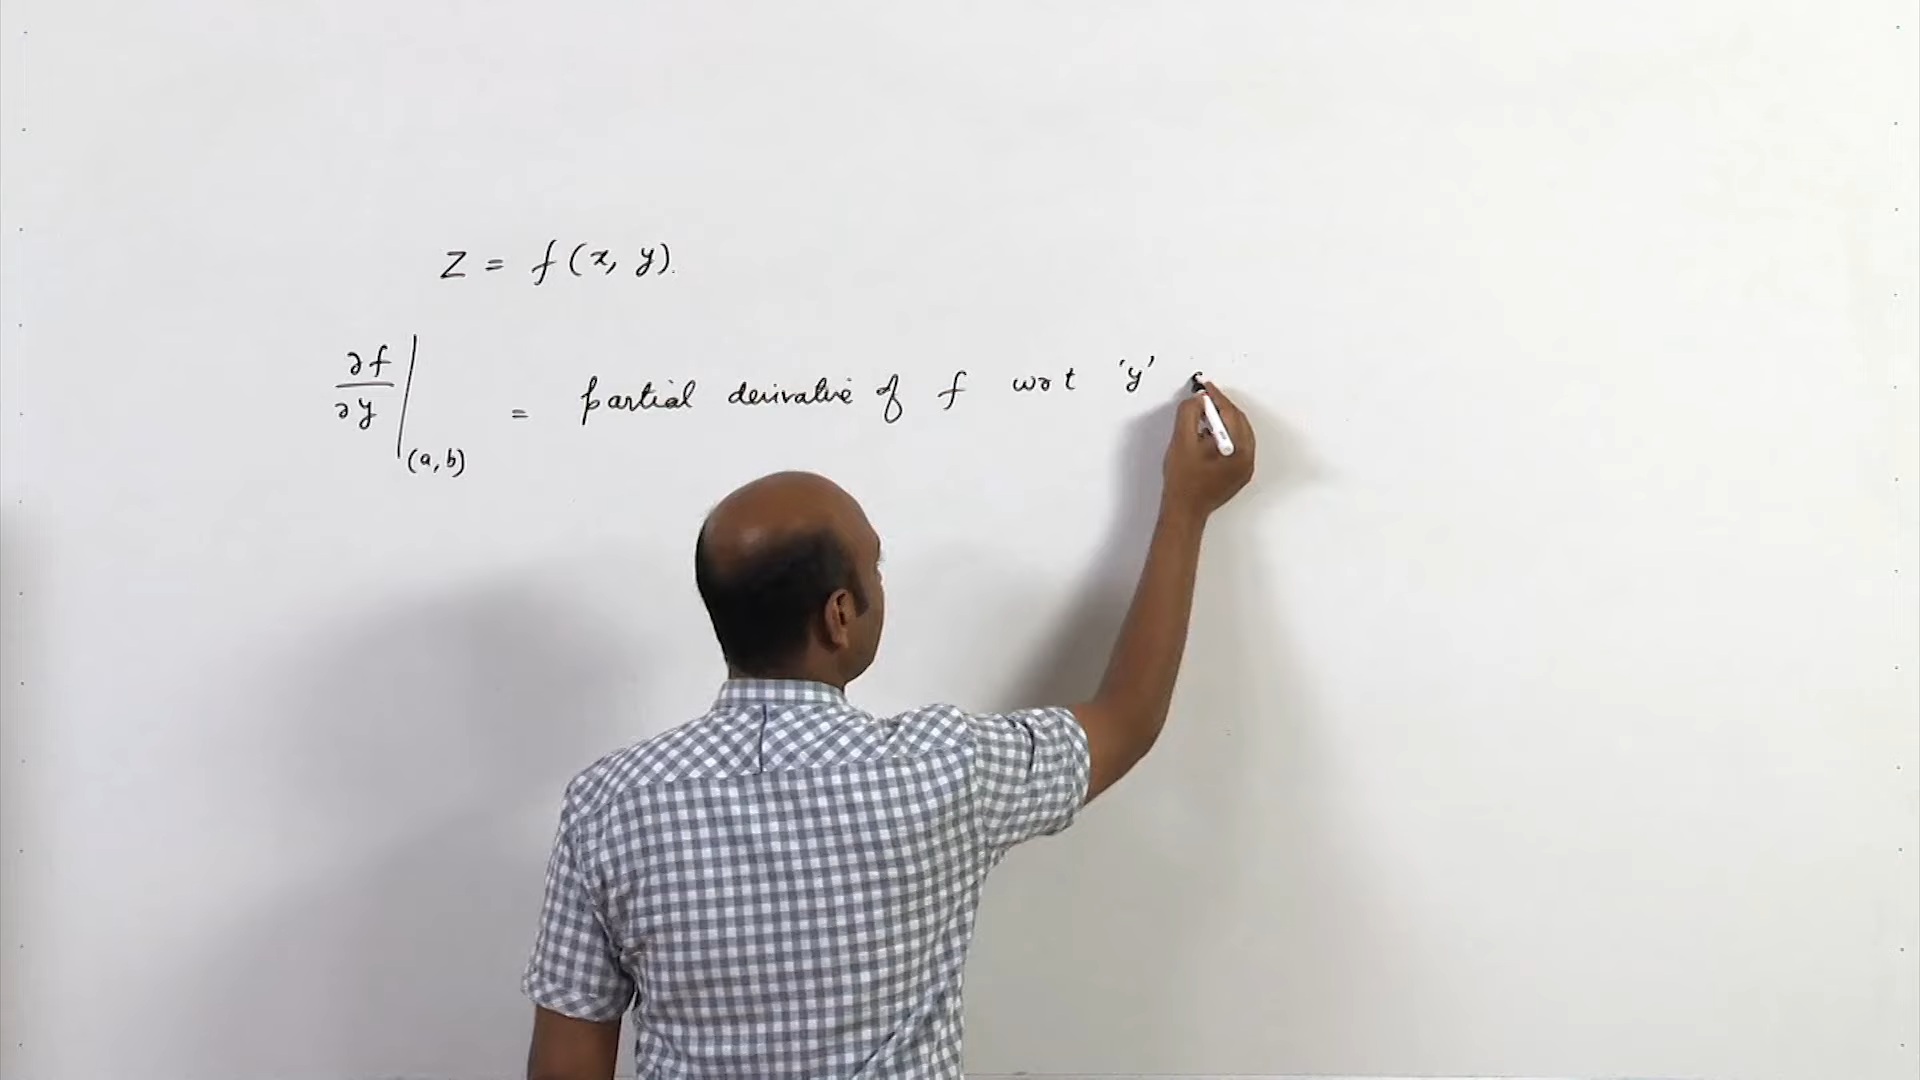 z = f(x, y).
∂f/∂y |(a, b) = partial derivative of f wrt 'y'